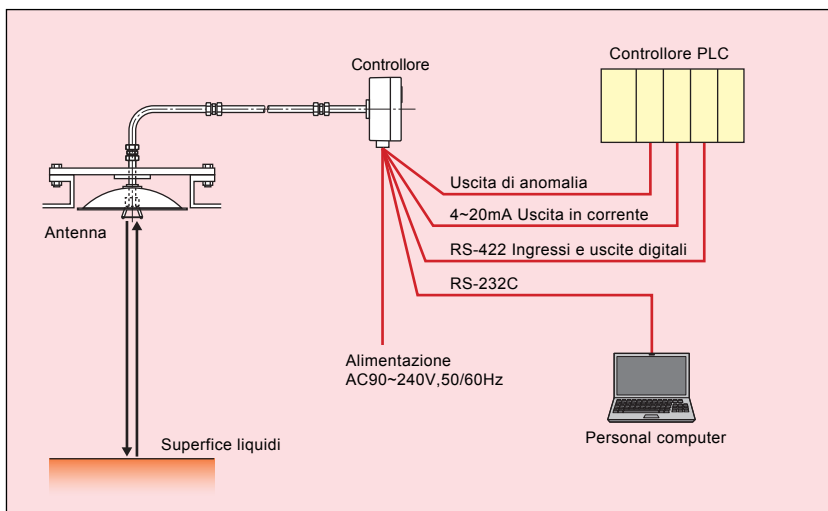 Controllore PLC
Controllore
Uscita di anomalia
4~20mA Uscita in corrente
Antenna
RS-422 Ingressi e uscite digitali
RS-232C
Alimentazione
AC90~240V,50/60Hz
Personal computer
Superfice liquidi